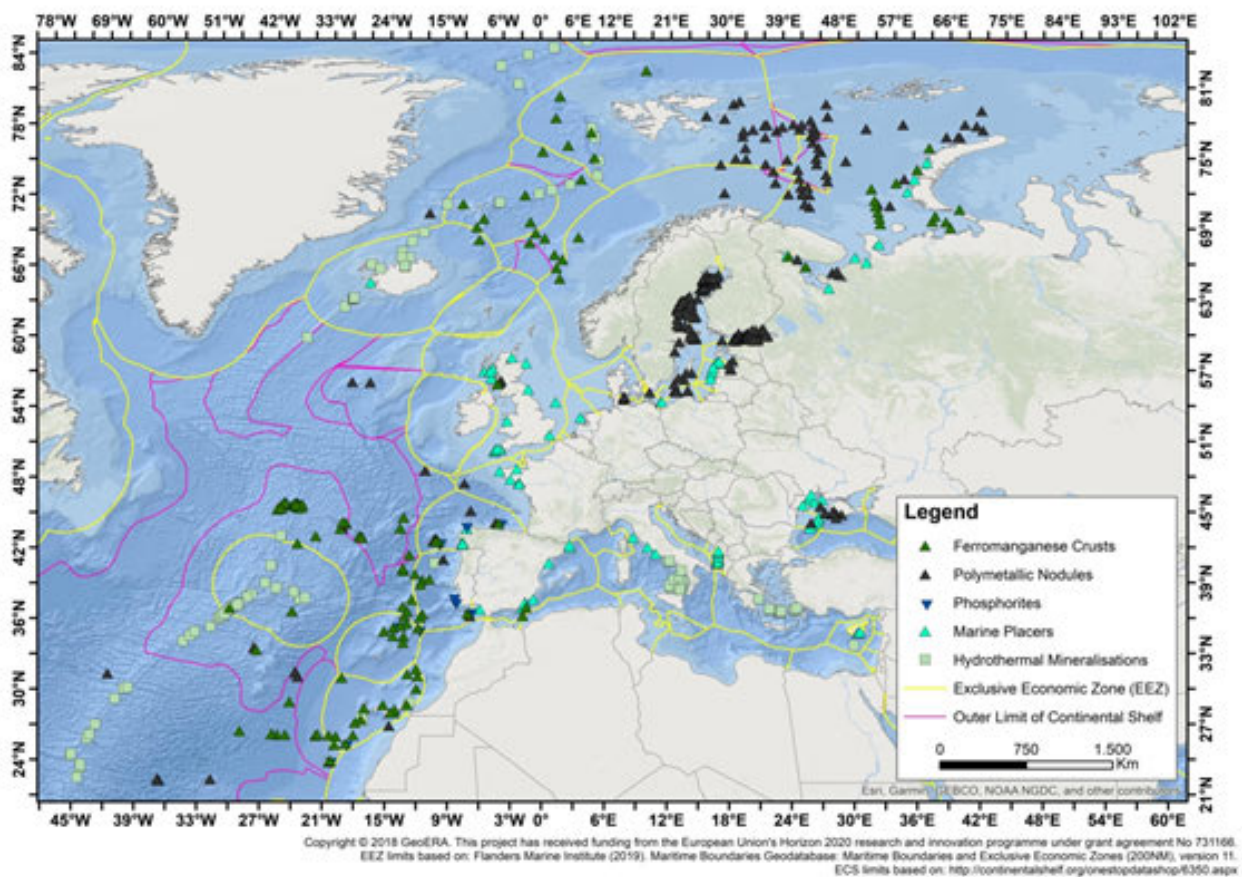 78°W 69°W 60°W 51°W 42°W 33°W 24°W 15°W 6°W 0° 6°E 12°E 21°E 30°E 39°E 48°E 57°E 66°E 75°E 84°E 93°E 102°E
84°N
81°N
78°N
75°N
72°N
69°N
66°N
63°N
60°N
57°N
54°N
51°N
48°N
45°N
42°N
39°N
36°N
33°N
30°N
27°N
24°N
21°N
Legend
Ferromanganese Crusts
Polymetallic Nodules
Phosphorites
Marine Placers
Hydrothermal Mineralisations
Exclusive Economic Zone (EEZ)
Outer Limit of Continental Shelf
0 750 1.500
Km
Esri, Garmin, GEBCO, NOAA NGDC, and other contributors
45°W 39°W 33°W 27°W 21°W 15°W 9°W 3°W 0° 6°E 12°E 18°E 24°E 30°E 36°E 42°E 48°E 54°E 60°E
Copyright © 2018 GeoERA. This project has received funding from the European Union's Horizon 2020 research and innovation programme under grant agreement No 731166.
EEZ limits based on: Flanders Marine Institute (2019). Maritime Boundaries Geodatabase: Maritime Boundaries and Exclusive Economic Zones (200NM), version 11.
ECS limits based on: http://continentalshelf.org/onestopdatashop/6350.aspx